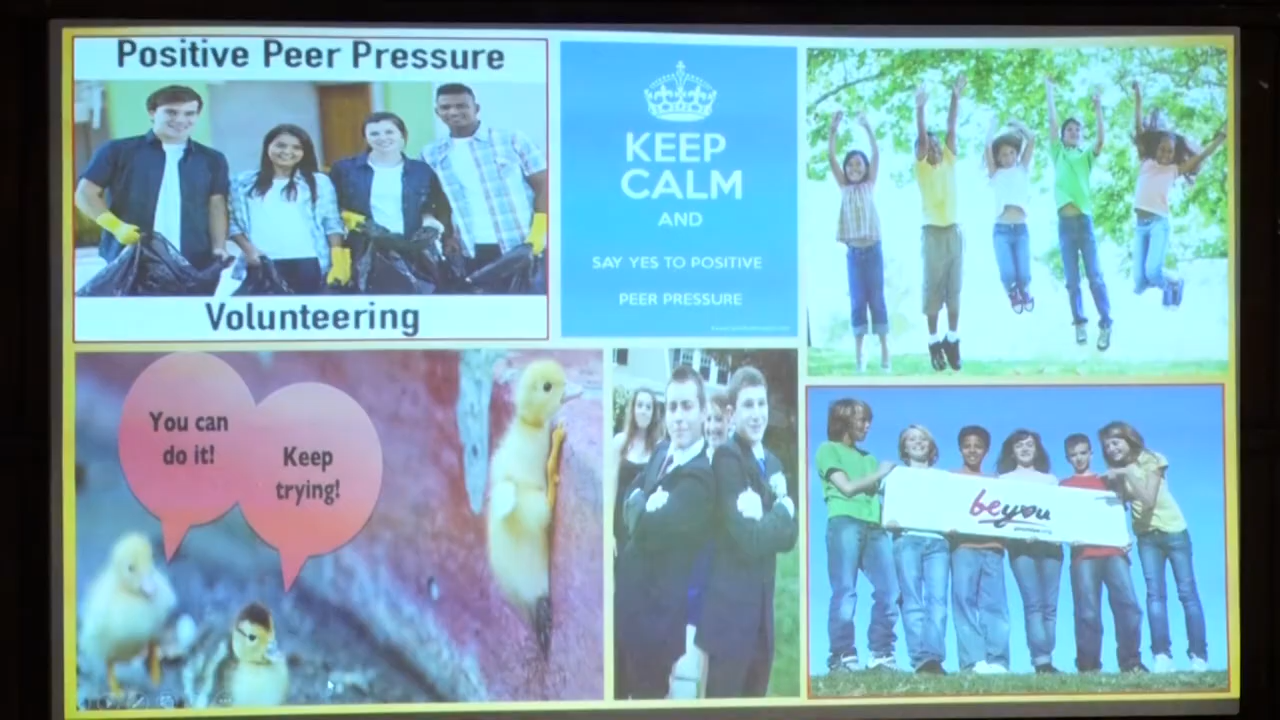 Positive Peer Pressure
Volunteering
KEEP
CALM
AND
SAY YES TO POSITIVE
PEER PRESSURE
You can
do it!
Keep
trying!
beyou